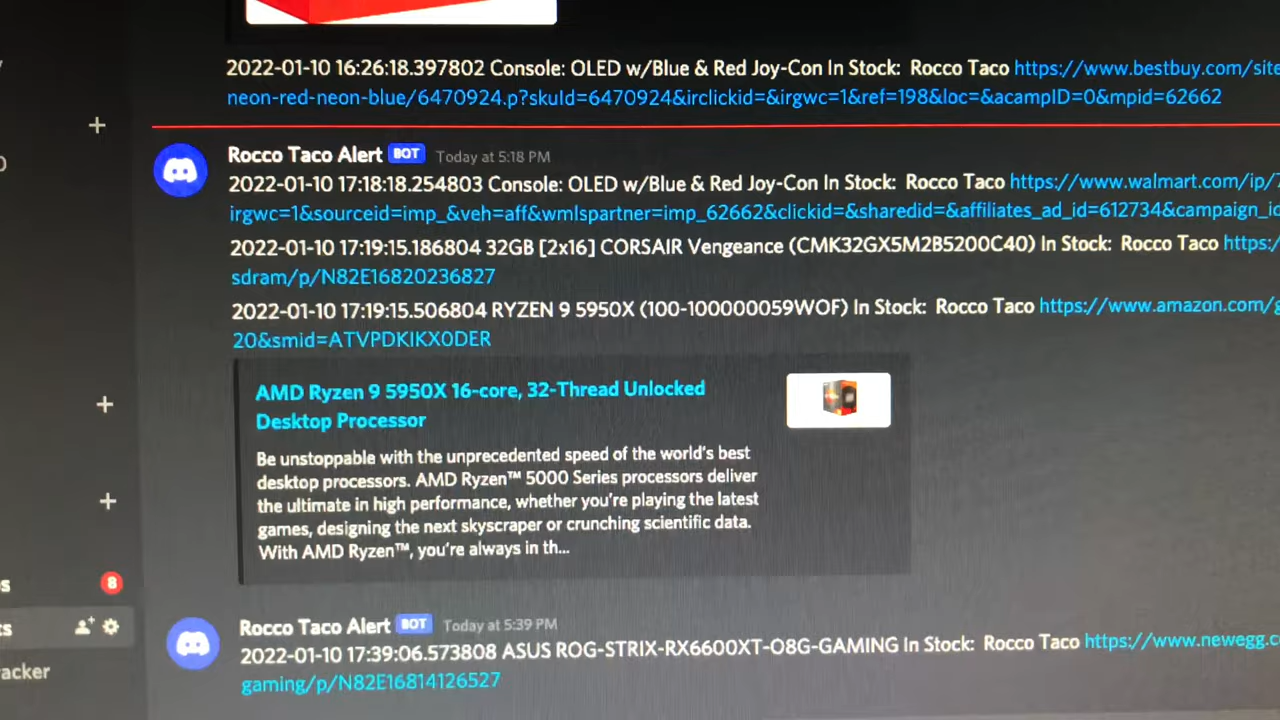 2022-01-10 16:26:18.397802 Console: OLED w/Blue & Red Joy-Con In Stock: Rocco Taco https://www.bestbuy.com/site
neon-red-neon-blue/6470924.p?skuId=6470924&irclickid=&irgwc=1&ref=198&loc=&acampID=0&mpid=62662
Rocco Taco Alert BOT Today at 5:18 PM
2022-01-10 17:18:18.254803 Console: OLED w/Blue & Red Joy-Con In Stock: Rocco Taco https://www.walmart.com/ip/7
irgwc=1&sourceid=imp_&veh=aff&wmlspartner=imp_62662&clickid=&sharedid=&affiliates_ad_id=612734&campaign_id
2022-01-10 17:19:15.186804 32GB [2x16] CORSAIR Vengeance (CMK32GX5M2B5200C40) In Stock: Rocco Taco https:/
sdram/p/N82E16820236827
2022-01-10 17:19:15.506804 RYZEN 9 5950X (100-100000059WOF) In Stock: Rocco Taco https://www.amazon.com/g
20&smid=ATVPDKIKX0DER
AMD Ryzen 9 5950X 16-core, 32-Thread Unlocked
Desktop Processor
Be unstoppable with the unprecedented speed of the world's best
desktop processors. AMD Ryzen™ 5000 Series processors deliver
the ultimate in high performance, whether you're playing the latest
games, designing the next skyscraper or crunching scientific data.
With AMD Ryzen™, you're always in th...
8
s
ts
acker
Rocco Taco Alert BOT Today at 5:39 PM
2022-01-10 17:39:06.573808 ASUS ROG-STRIX-RX6600XT-O8G-GAMING In Stock: Rocco Taco https://www.newegg.c
gaming/p/N82E16814126527